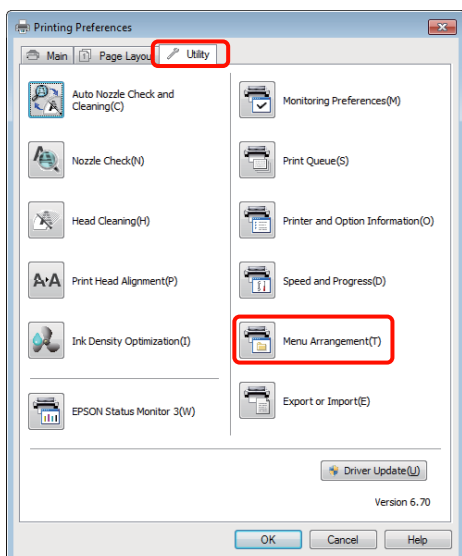 Printing Preferences
Main
Page Layou
Utility
Auto Nozzle Check and
Cleaning(C)
Nozzle Check(N)
Head Cleaning(H)
Print Head Alignment(P)
Ink Density Optimization(I)
EPSON Status Monitor 3(W)
Monitoring Preferences(M)
Print Queue(S)
Printer and Option Information(O)
Speed and Progress(D)
Menu Arrangement(T)
Export or Import(E)
Driver Update(U)
Version 6.70
OK
Cancel
Help